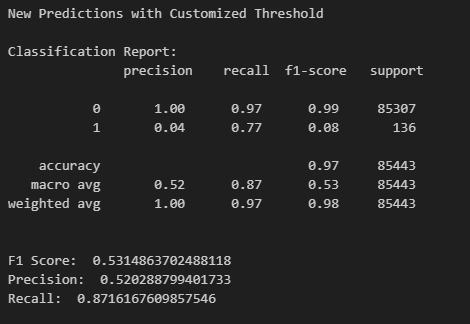 New Predictions with Customized Threshold
Classification Report:
precision recall f1-score support
0 1.00 0.97 0.99 85307
1 0.04 0.77 0.08 136
accuracy 0.97 85443
macro avg 0.52 0.87 0.53 85443
weighted avg 1.00 0.97 0.98 85443
F1 Score: 0.5314863702488118
Precision: 0.520288799401733
Recall: 0.8716167609857546